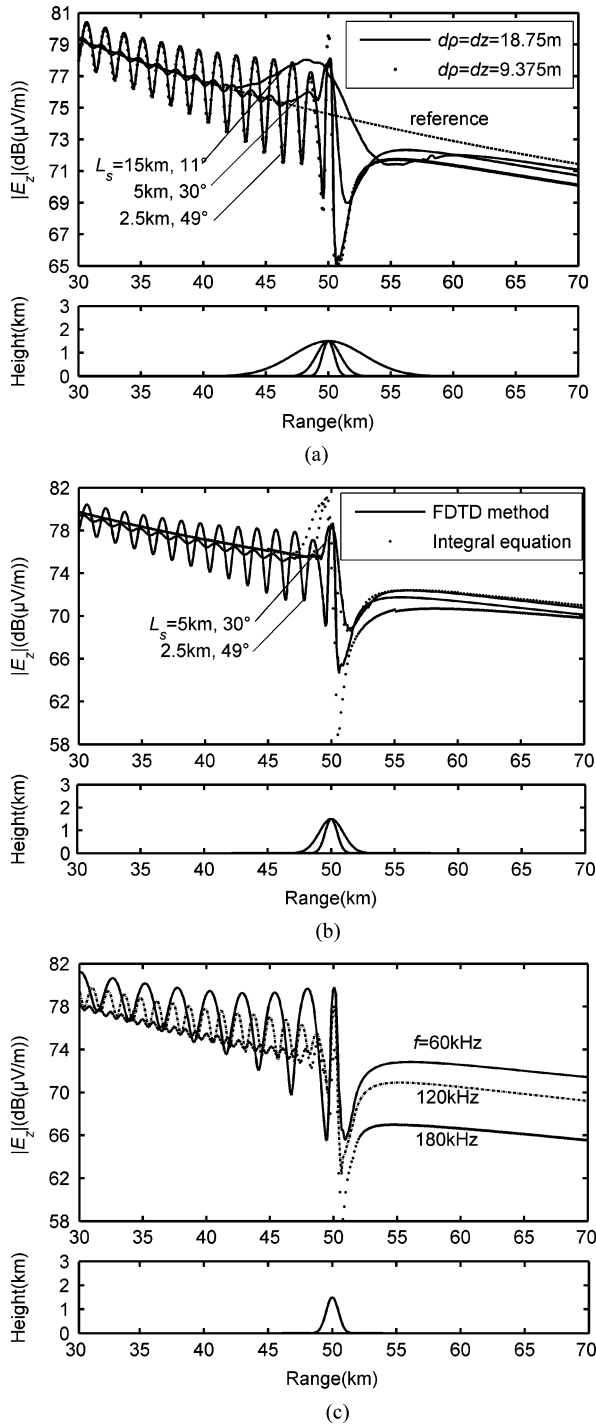 81
79
77
75
73
71
69
67
65
|E_z|(dB(μV/m))
dρ=dz=18.75m
dρ=dz=9.375m
reference
L_s=15km, 11°
5km, 30°
2.5km, 49°
30 35 40 45 50 55 60 65 70
3
2
1
0
Height(km)
30 35 40 45 50 55 60 65 70
Range(km)
(a)
82
78
74
70
66
62
58
|E_z|(dB(μV/m))
FDTD method
Integral equation
L_s=5km, 30°
2.5km, 49°
30 35 40 45 50 55 60 65 70
3
2
1
0
Height(km)
30 35 40 45 50 55 60 65 70
Range(km)
(b)
82
78
74
70
66
62
58
|E_z|(dB(μV/m))
f=60kHz
120kHz
180kHz
30 35 40 45 50 55 60 65 70
3
2
1
0
Height(km)
30 35 40 45 50 55 60 65 70
Range(km)
(c)